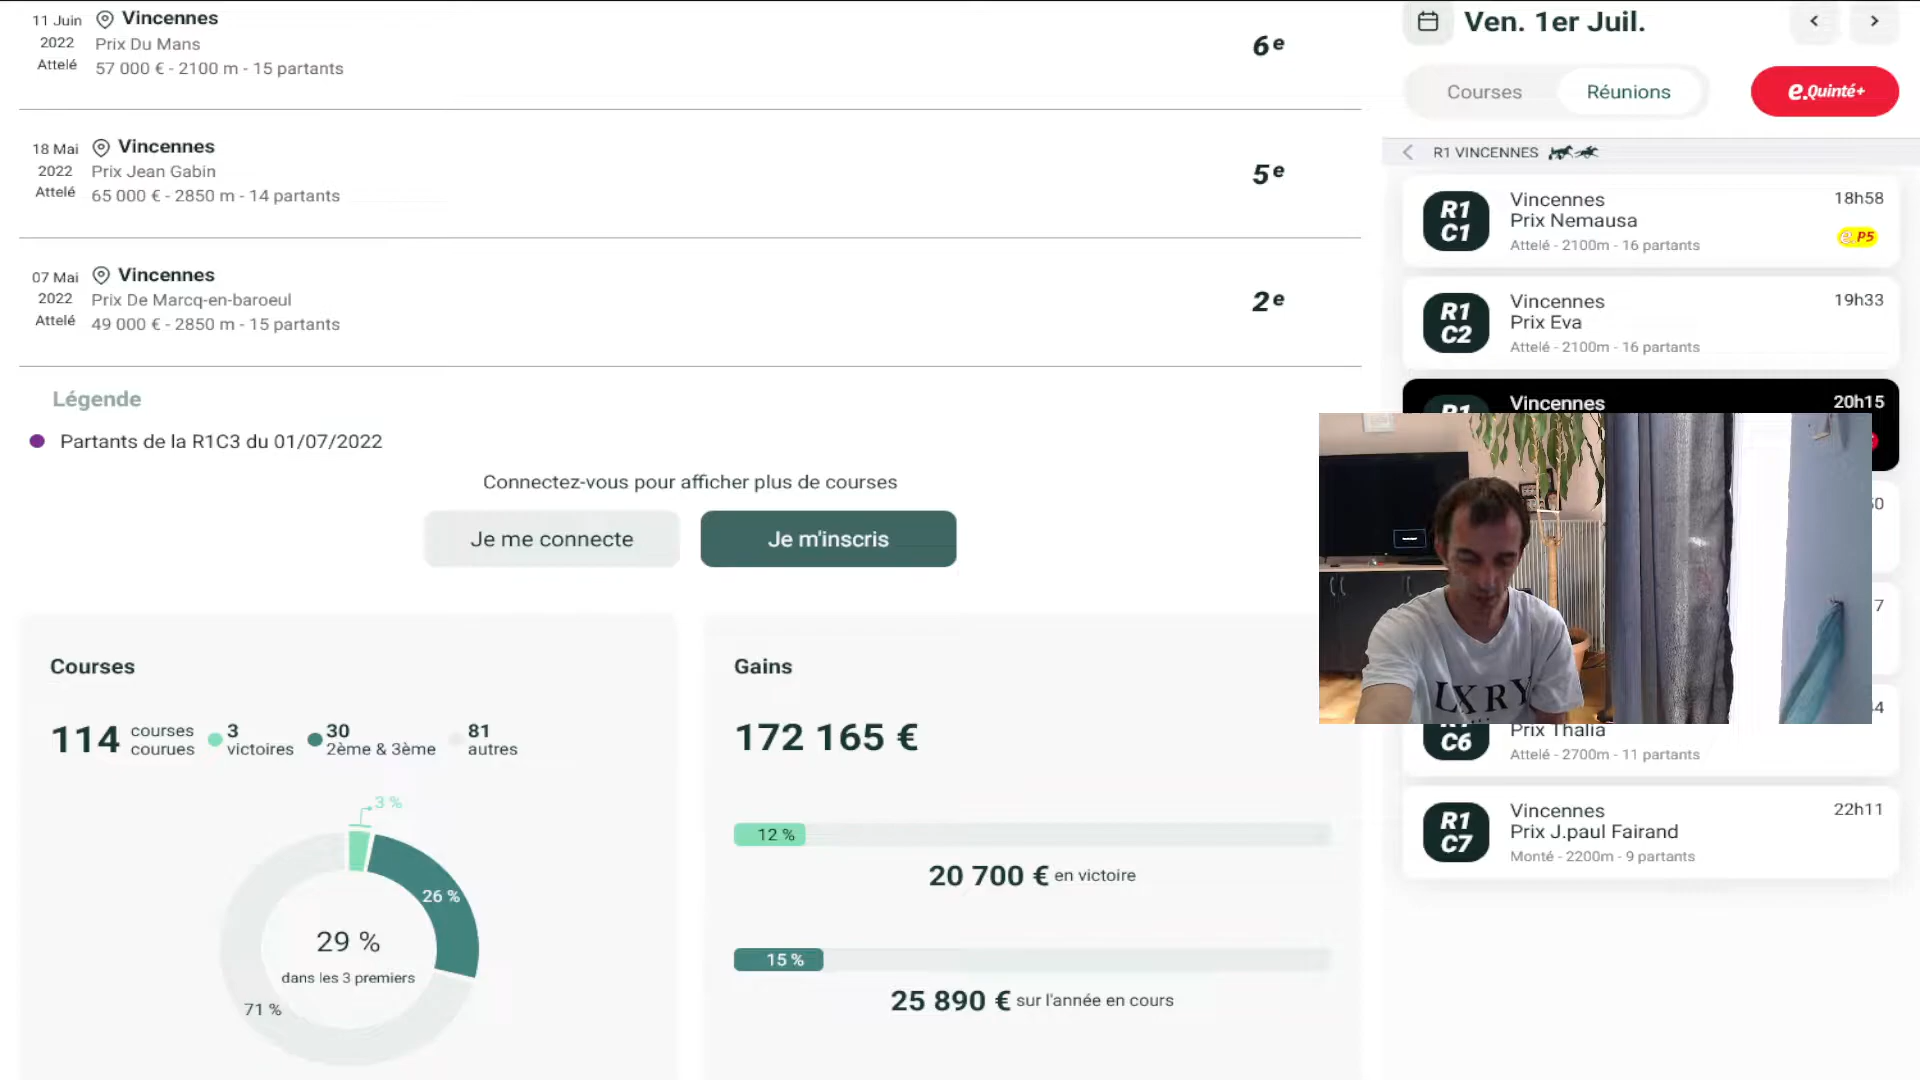 11 Juin
2022
Attelé
Vincennes
Prix Du Mans
57 000 € - 2100 m - 15 partants
6e
18 Mai
2022
Attelé
Vincennes
Prix Jean Gabin
65 000 € - 2850 m - 14 partants
5e
07 Mai
2022
Attelé
Vincennes
Prix De Marcq-en-baroeul
49 000 € - 2850 m - 15 partants
2e
Légende
Partants de la R1C3 du 01/07/2022
Connectez-vous pour afficher plus de courses
Je me connecte
Je m'inscris
Courses
114 courses courues
3 victoires
30 2ème & 3ème
81 autres
3 %
26 %
29 %
dans les 3 premiers
71 %
Gains
172 165 €
12 %
20 700 € en victoire
15 %
25 890 € sur l'année en cours
Ven. 1er Juil.
Courses
Réunions
e.Quinté+
R1 VINCENNES
R1
C1
Vincennes
18h58
Prix Nemausa
e.P5
Attelé - 2100m - 16 partants
R1
C2
Vincennes
19h33
Prix Eva
Attelé - 2100m - 16 partants
R1
Vincennes
20h15
LXRY
C6
Prix Thalia
Attelé - 2700m - 11 partants
R1
C7
Vincennes
22h11
Prix J.paul Fairand
Monté - 2200m - 9 partants